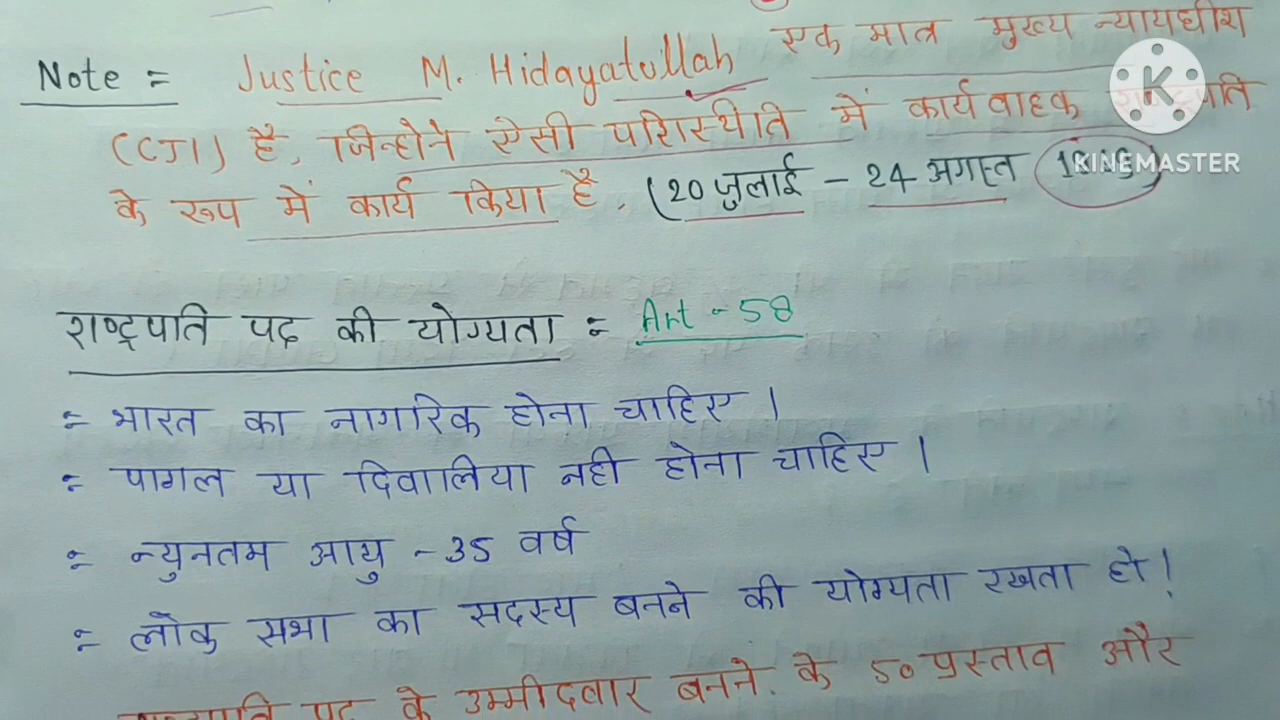 Note = Justice M. Hidayatullah एक मात्र मुख्य न्यायधीश
(CJI) है, जिन्होने ऐसी परिस्थिति में कार्यवाहक
के रूप में कार्य किया है, (20 जुलाई - 24 अगस्त
KINEMASTER
राष्ट्रपति पद की योग्यता = Art - 58
= भारत का नागरिक होना चाहिए ।
= पागल या दिवालिया नही होना चाहिए ।
= न्युनतम आयु - 35 वर्ष
= लोक सभा का सदस्य बनने की योग्यता रखता हो !
पद के उम्मीदवार बनने के 50 प्रस्ताव और